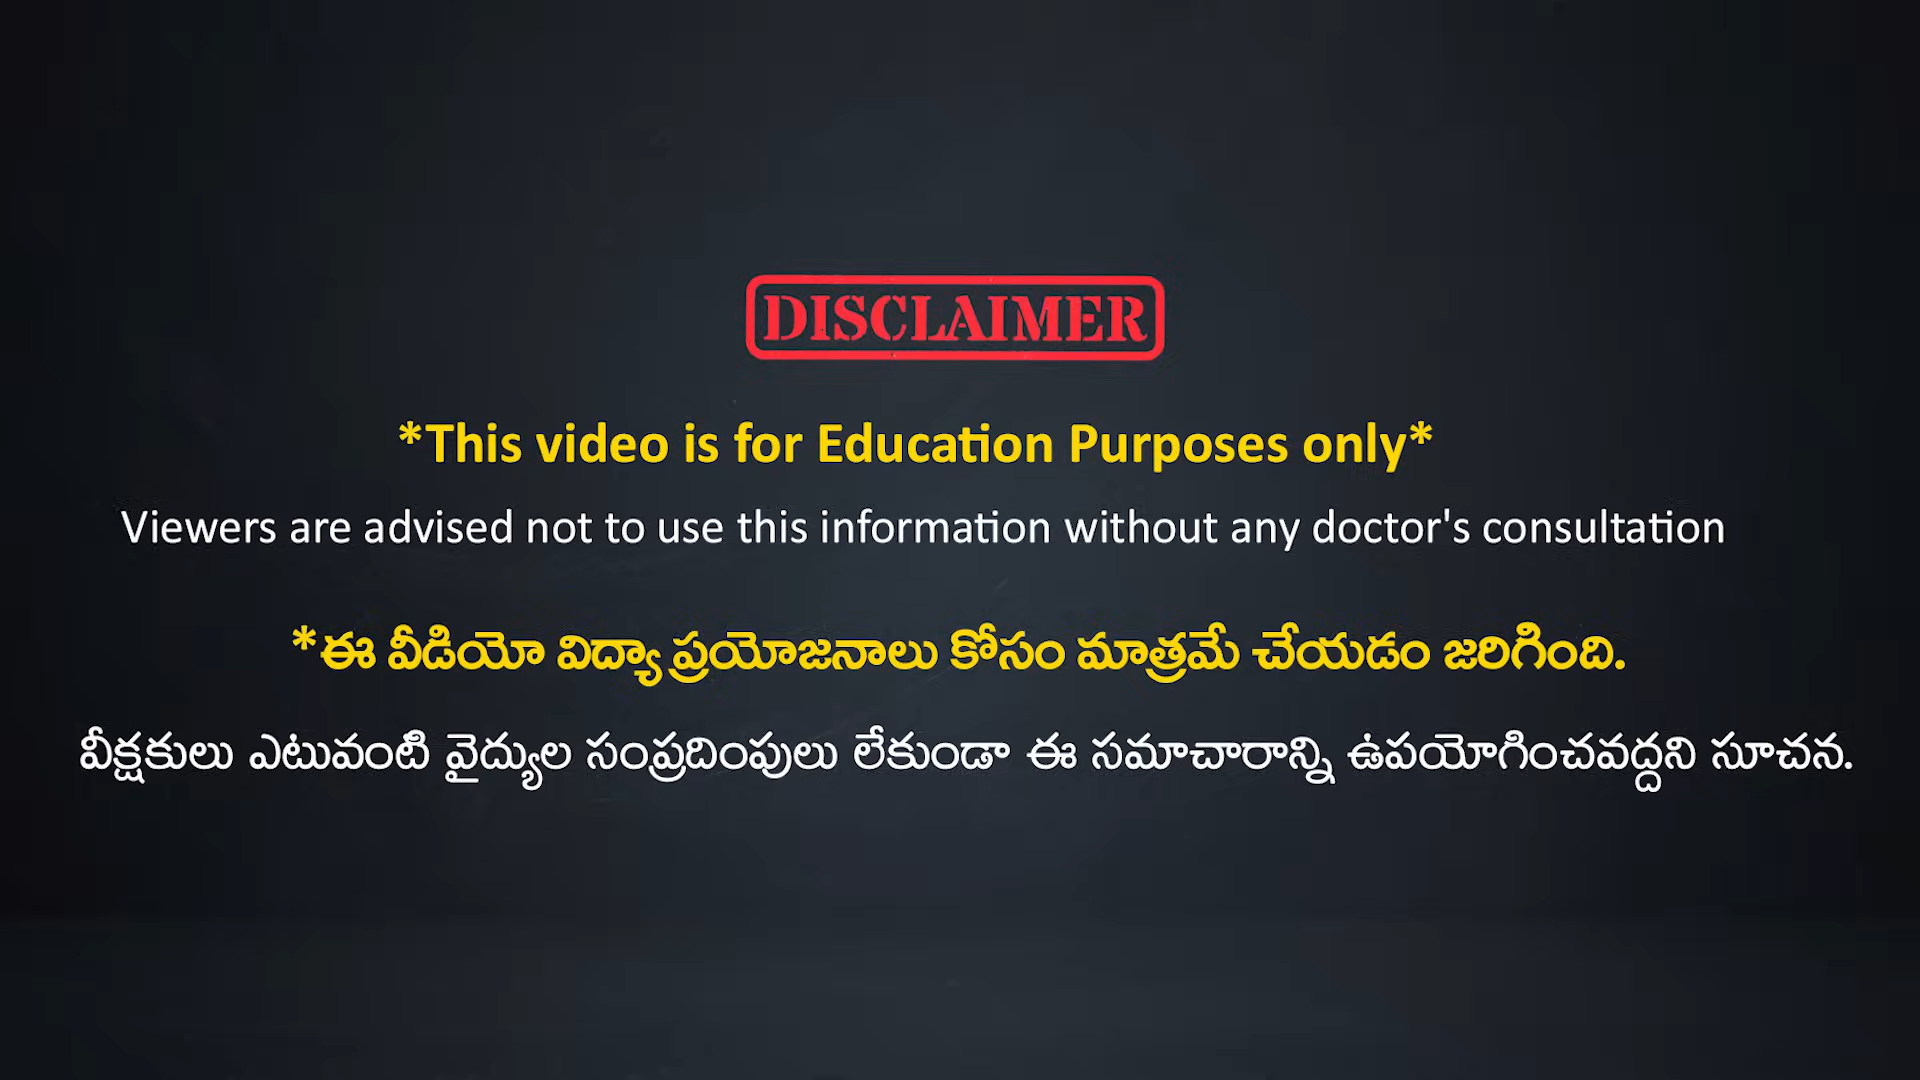 DISCLAIMER
*This video is for Education Purposes only*
Viewers are advised not to use this information without any doctor's consultation
*ఈ వీడియో విద్యా ప్రయోజనాలు కోసం మాత్రమే చేయడం జరిగింది.
వీక్షకులు ఎటువంటి వైద్యుల సంప్రదింపులు లేకుండా ఈ సమాచారాన్ని ఉపయోగించవద్దని సూచన.